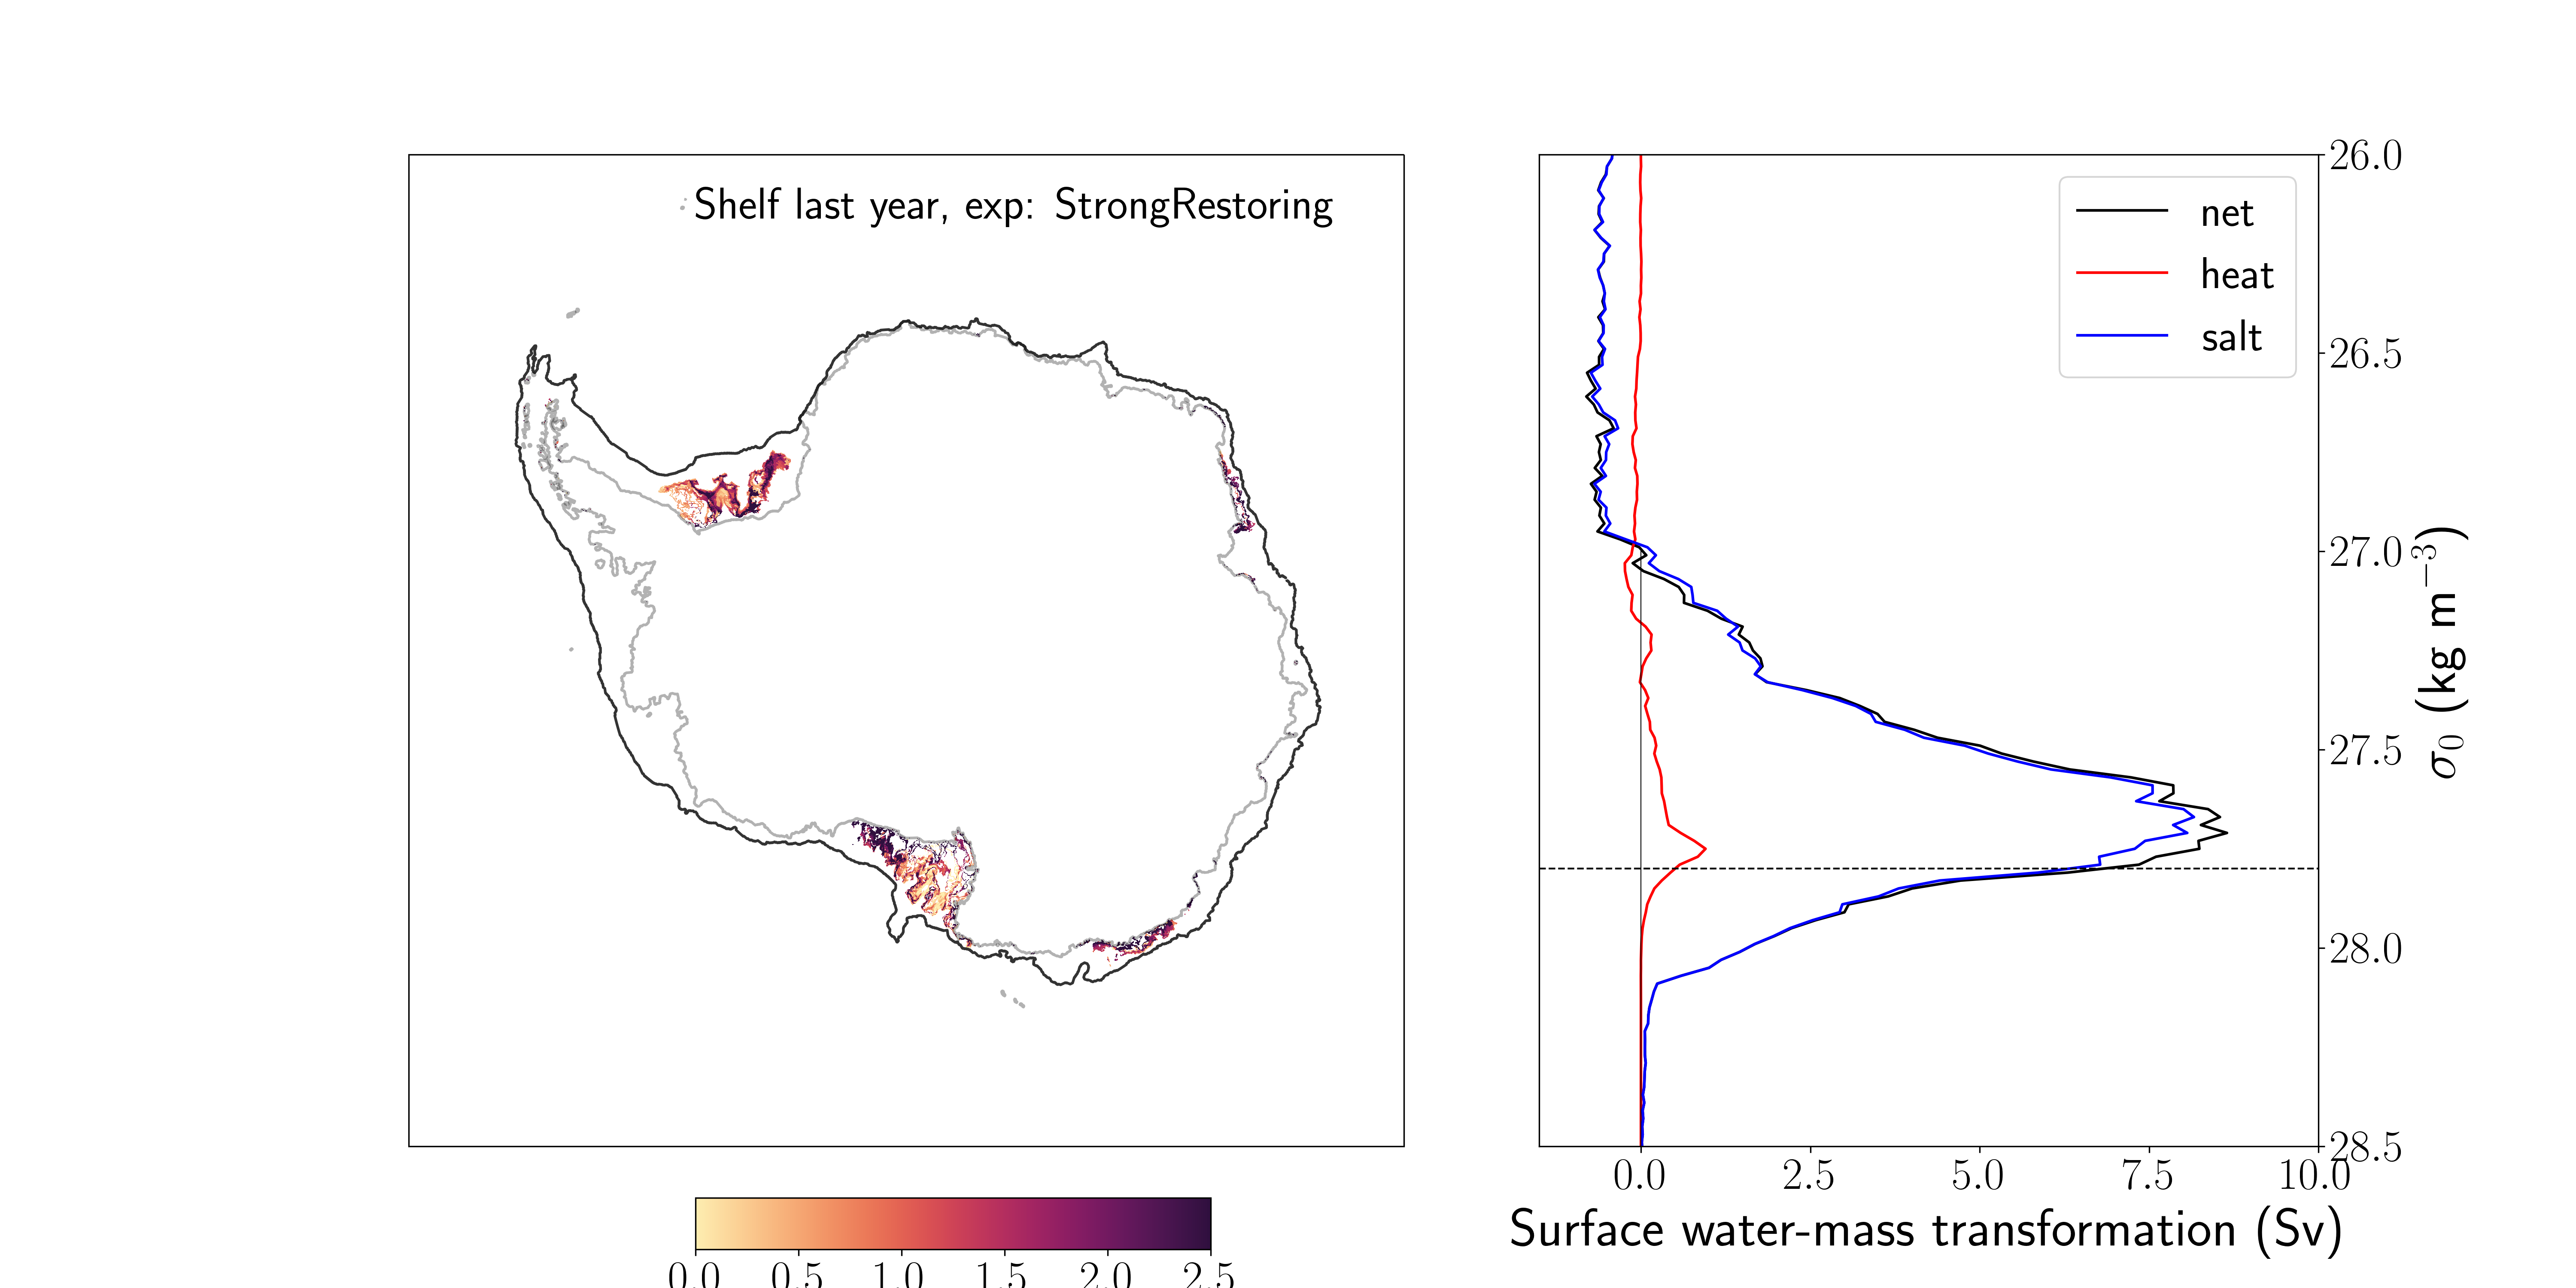 Shelf last year, exp: StrongRestoring
0.0 0.5 1.0 1.5 2.0 2.5
net
heat
salt
26.0
26.5
27.0
27.5
28.0
28.5
σ0 (kg m−3)
0.0 2.5 5.0 7.5 10.0
Surface water-mass transformation (Sv)